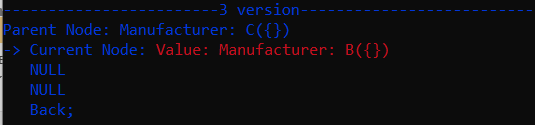 ------------------------3 version--------------------------
Parent Node: Manufacturer: C({})
-> Current Node: Value: Manufacturer: B({})
NULL
NULL
Back;